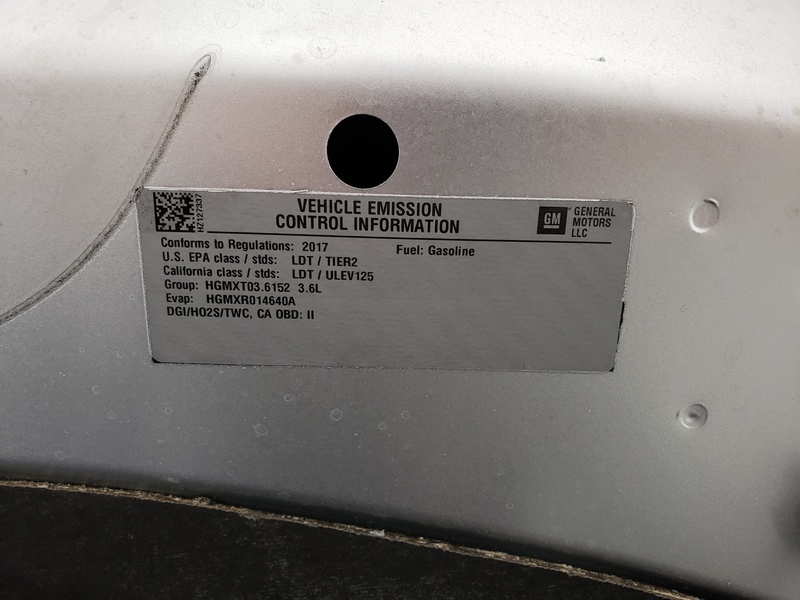 HZ127337
VEHICLE EMISSION
CONTROL INFORMATION
GM
GENERAL
MOTORS
LLC
Conforms to Regulations: 2017 Fuel: Gasoline
U.S. EPA class / stds: LDT / TIER2
California class / stds: LDT / ULEV125
Group: HGMXT03.6152 3.6L
Evap: HGMXR014640A
DGI/HO2S/TWC, CA OBD: II